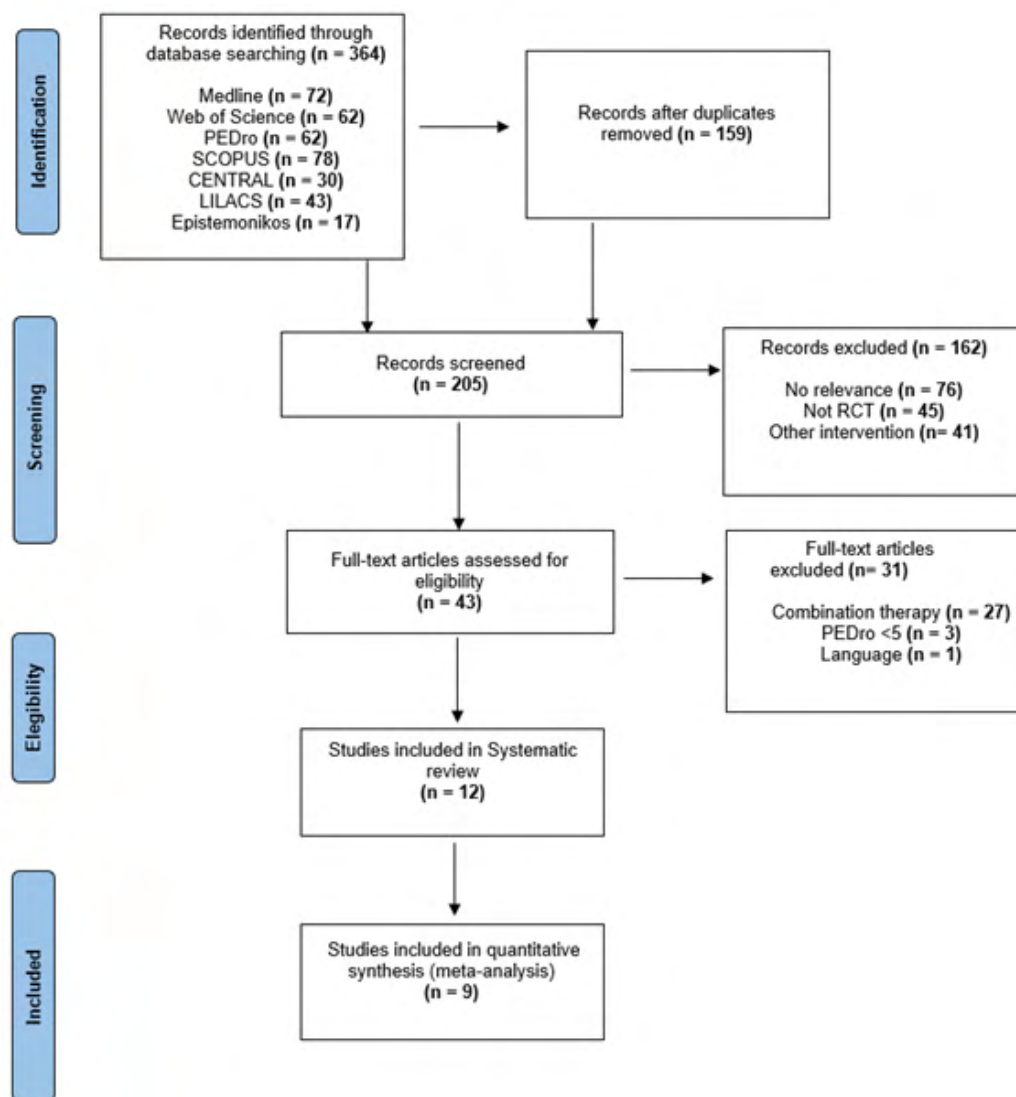 Identification
Records identified through
database searching (n = 364)
Medline (n = 72)
Web of Science (n = 62)
PEDro (n = 62)
SCOPUS (n = 78)
CENTRAL (n = 30)
LILACS (n = 43)
Epistemonikos (n = 17)
Records after duplicates
removed (n = 159)
Screening
Records screened
(n = 205)
Records excluded (n = 162)
No relevance (n = 76)
Not RCT (n = 45)
Other intervention (n= 41)
Full-text articles assessed for
eligibility
(n = 43)
Full-text articles
excluded (n= 31)
Combination therapy (n = 27)
PEDro <5 (n = 3)
Language (n = 1)
Elegibility
Studies included in Systematic
review
(n = 12)
Included
Studies included in quantitative
synthesis (meta-analysis)
(n = 9)